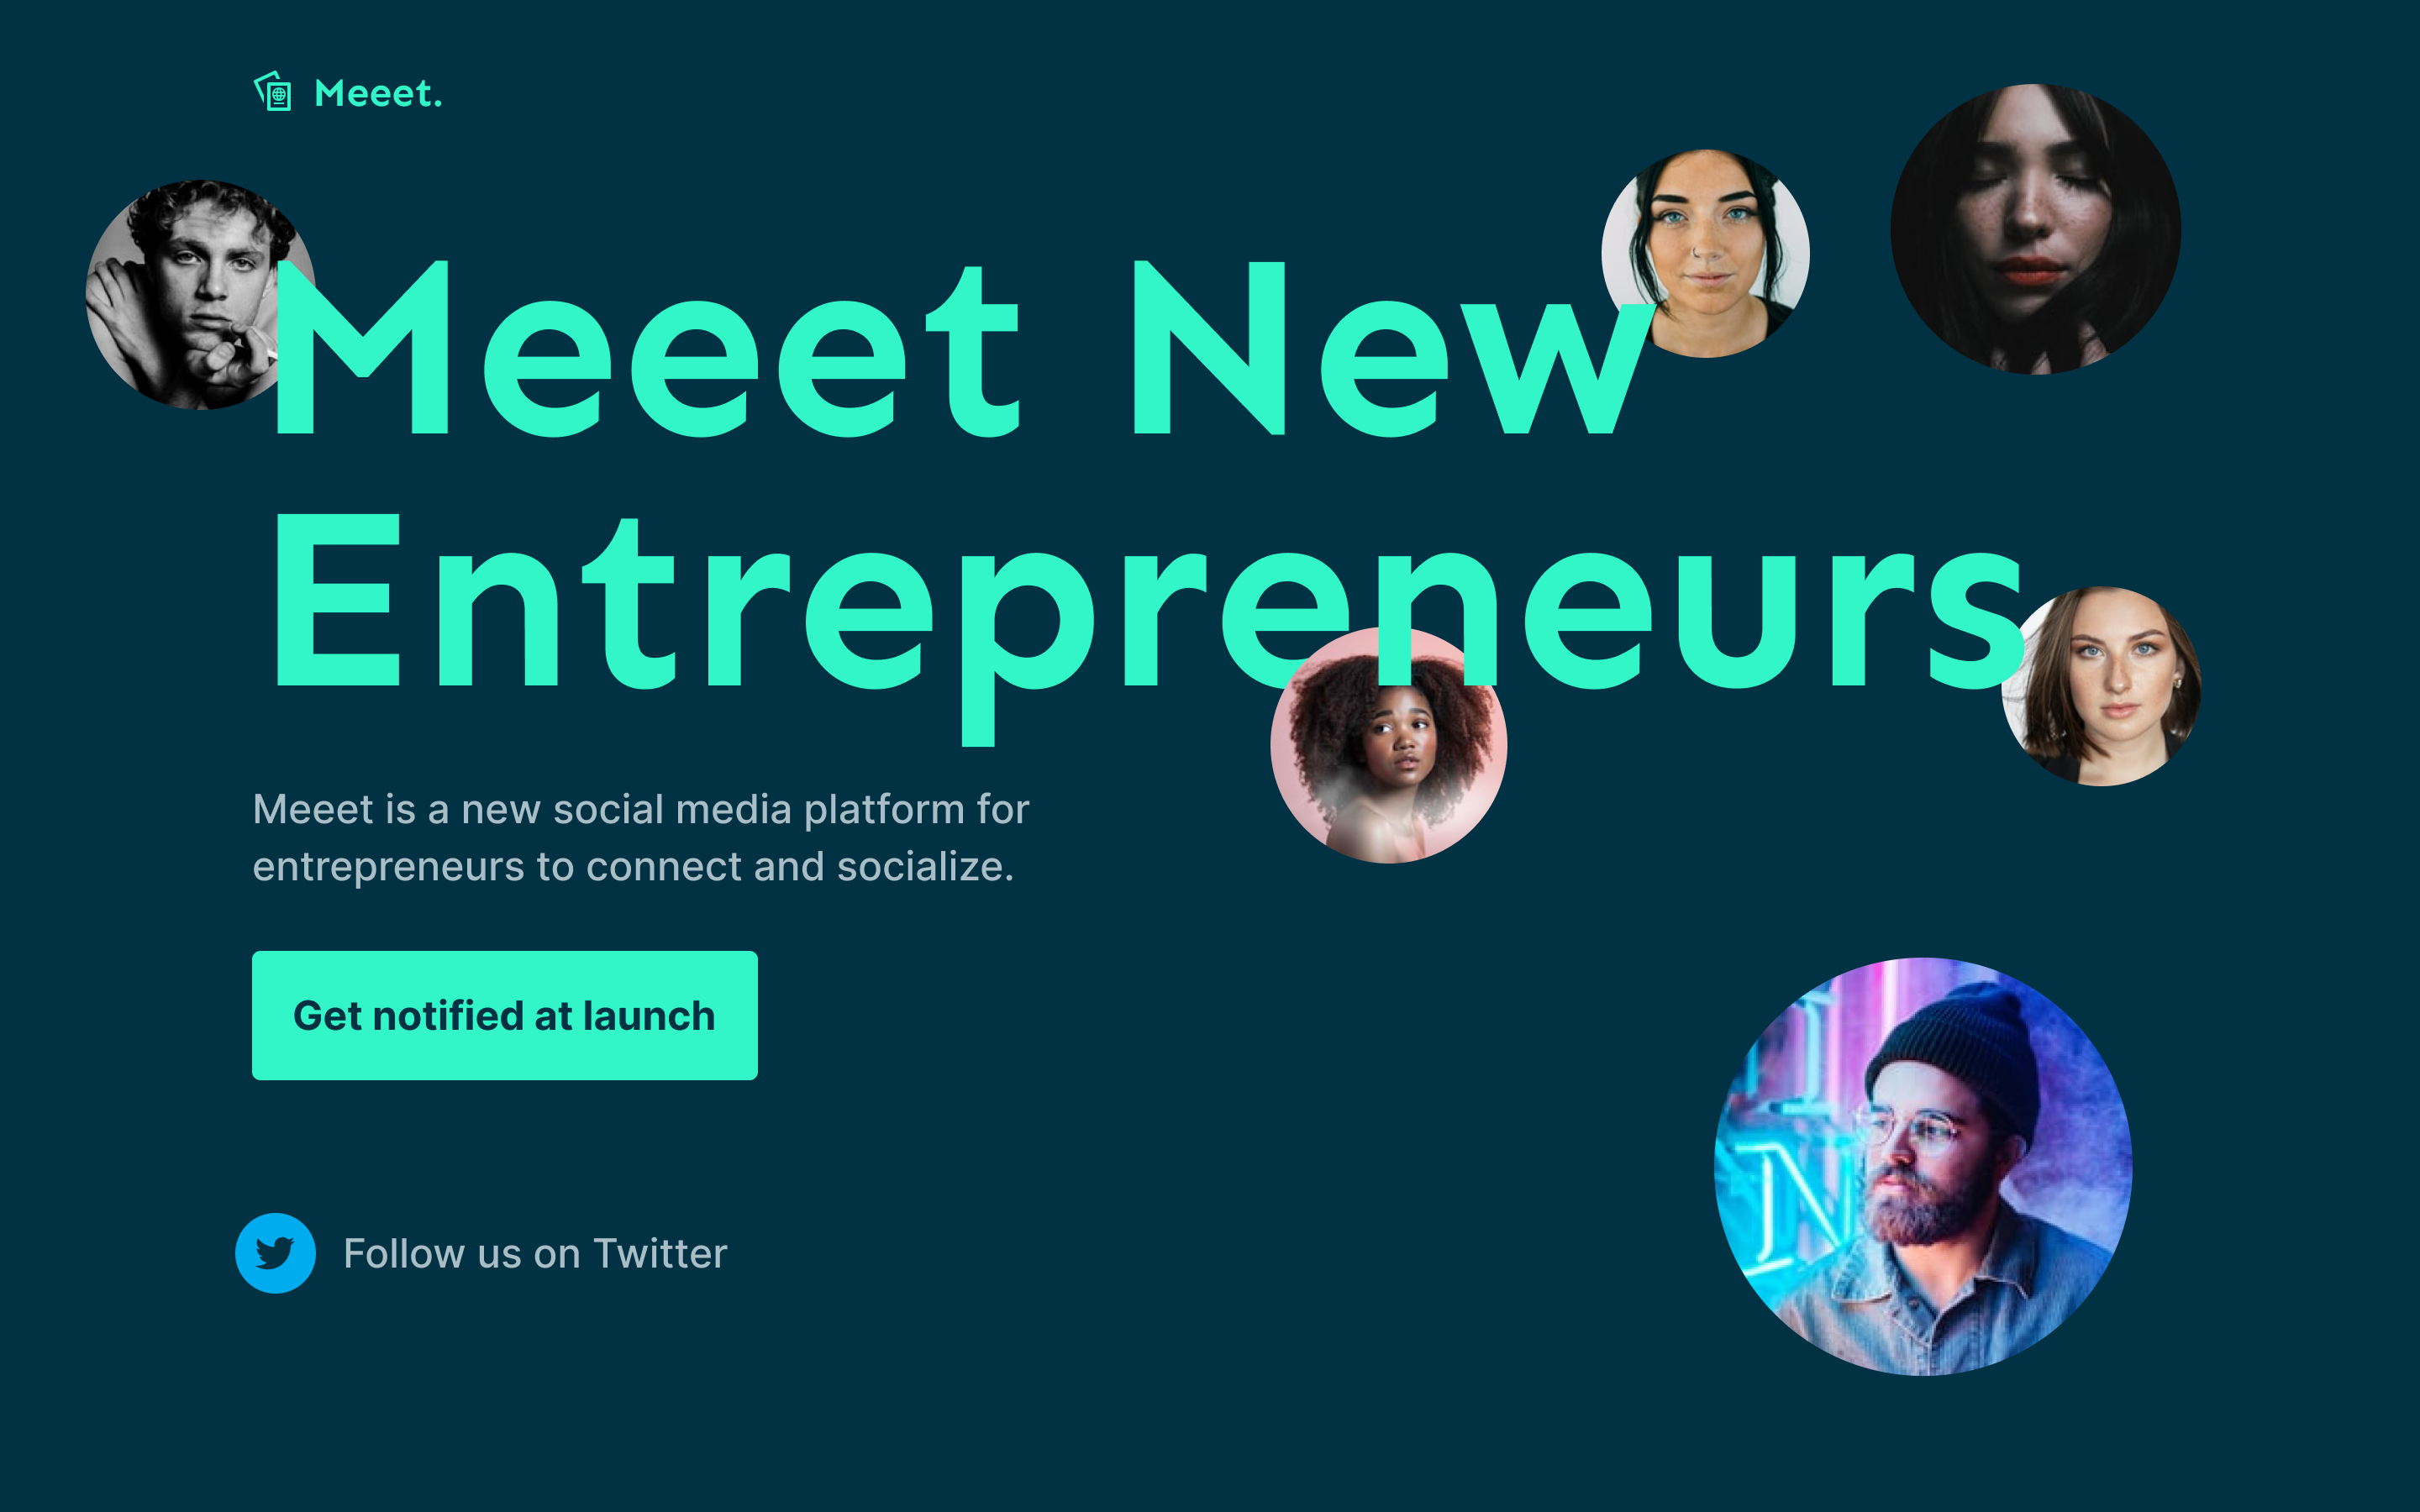 Meeet.
Meeet New
Entrepreneurs
Meeet is a new social media platform for
entrepreneurs to connect and socialize.
Get notified at launch
Follow us on Twitter
N